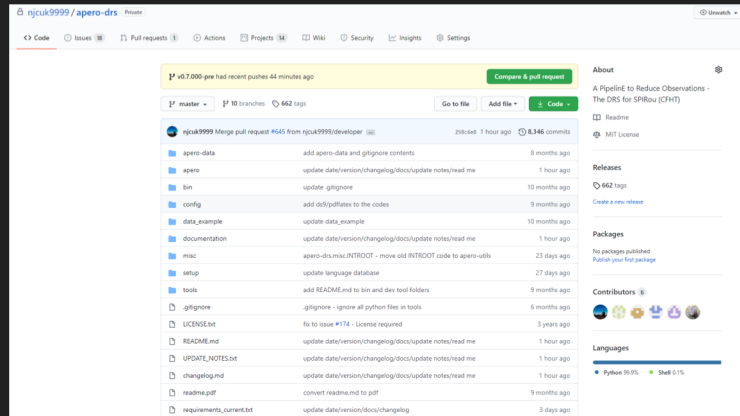 njcuk9999 / apero-drs Private
Unwatch
Code Issues 18 Pull requests 1 Actions Projects 14 Wiki Security Insights Settings
v0.7.000-pre had recent pushes 44 minutes ago Compare & pull request
master 10 branches 662 tags Go to file Add file Code
njcuk9999 Merge pull request #645 from njcuk9999/developer ... 258c6e8 1 hour ago 8,346 commits
apero-data add apero-data and gitignore contents 8 months ago
apero update date/version/changelog/docs/update notes/read me 1 hour ago
bin update .gitignore 10 months ago
config add ds9/pdflatex to the codes 9 months ago
data_example update data_example 10 months ago
documentation update date/version/changelog/docs/update notes/read me 1 hour ago
misc apero-drs.misc.INTROOT - move old INTROOT code to apero-utils 23 days ago
setup update language database 27 days ago
tools add README.md to bin and dev tool folders 9 months ago
.gitignore .gitignore - ignore all python files in tools 6 months ago
LICENSE.txt fix to issue #174 - License required 3 years ago
README.md update date/version/changelog/docs/update notes/read me 1 hour ago
UPDATE_NOTES.txt update date/version/changelog/docs/update notes/read me 1 hour ago
changelog.md update date/version/changelog/docs/update notes/read me 1 hour ago
readme.pdf convert readme.md to pdf 9 months ago
requirements_current.txt update date/version/docs/changelog 3 days ago
About
A PipelinE to Reduce Observations -
The DRS for SPIRou (CFHT)
Readme
MIT License
Releases
662 tags
Create a new release
Packages
No packages published
Publish your first package
Contributors 6
Languages
Python 99.9% Shell 0.1%